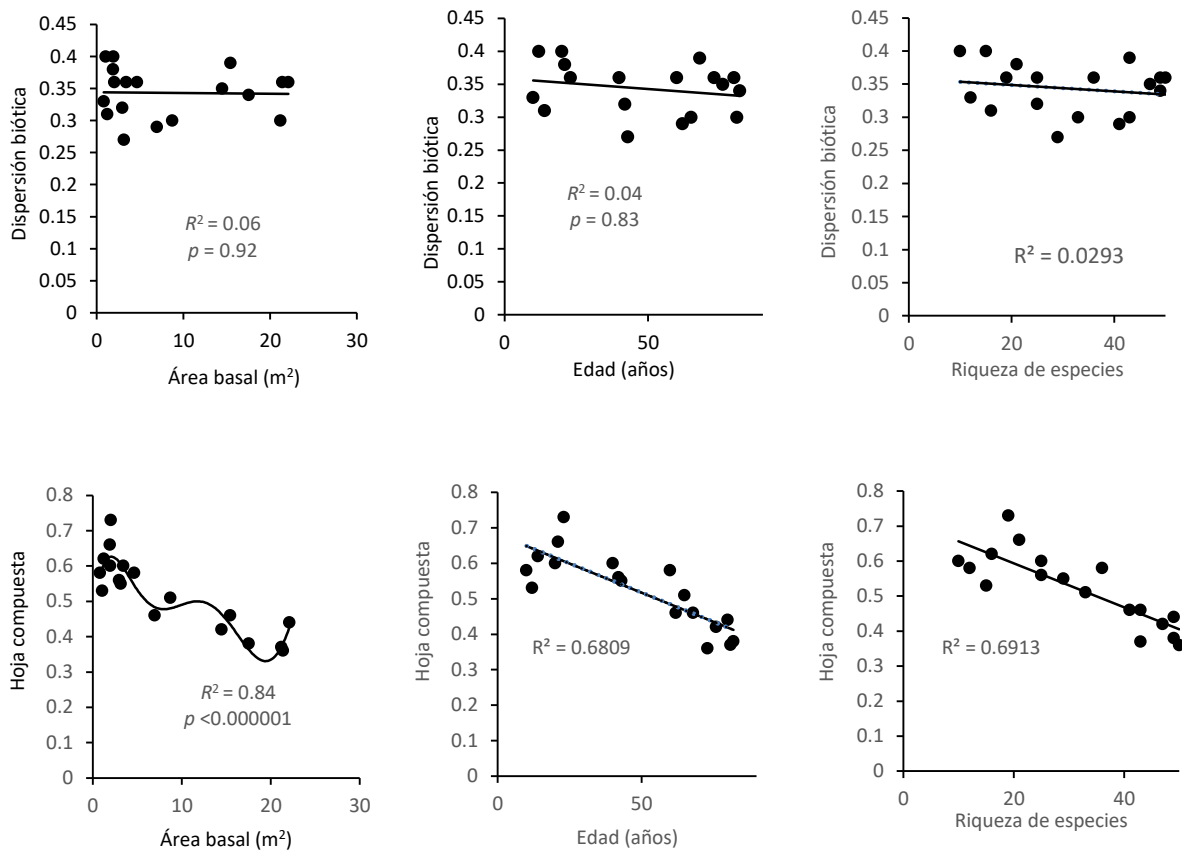 0.45
0.4
0.35
0.3
0.25
0.2
0.15
0.1
0.05
0
Dispersión biótica
R² = 0.06
p = 0.92
0 10 20 30
Área basal (m²)
0.45
0.4
0.35
0.3
0.25
0.2
0.15
0.1
0.05
0
Dispersión biótica
R² = 0.04
p = 0.83
0 50
Edad (años)
0.45
0.4
0.35
0.3
0.25
0.2
0.15
0.1
0.05
0
Dispersión biótica
R² = 0.0293
0 20 40
Riqueza de especies
0.8
0.7
0.6
0.5
0.4
0.3
0.2
0.1
0
Hoja compuesta
R² = 0.84
p <0.000001
0 10 20 30
Área basal (m²)
0.8
0.7
0.6
0.5
0.4
0.3
0.2
0.1
0
Hoja compuesta
R² = 0.6809
0 50
Edad (años)
0.8
0.7
0.6
0.5
0.4
0.3
0.2
0.1
0
Hoja compuesta
R² = 0.6913
0 20 40
Riqueza de especies